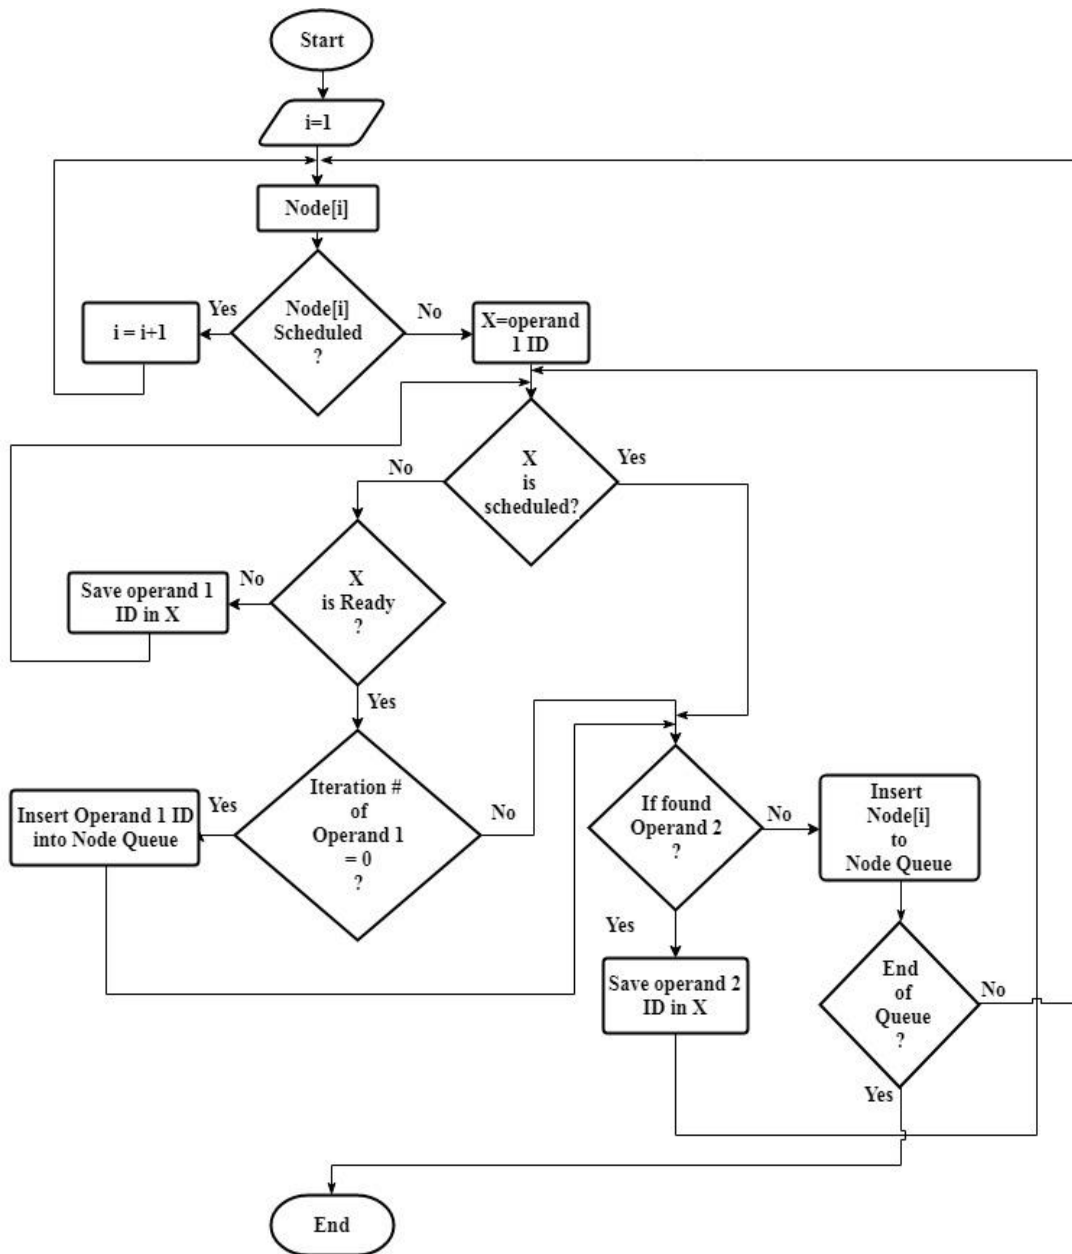 Start
i=1
Node[i]
Node[i]
Scheduled
?
Yes
No
i = i+1
X=operand
1 ID
X
is
scheduled?
No
Yes
X
is Ready
?
No
Yes
Save operand 1
ID in X
Iteration #
of
Operand 1
= 0
?
Yes
No
Insert Operand 1 ID
into Node Queue
If found
Operand 2
?
No
Yes
Insert
Node[i]
to
Node Queue
Save operand 2
ID in X
End
of
Queue
?
No
Yes
End